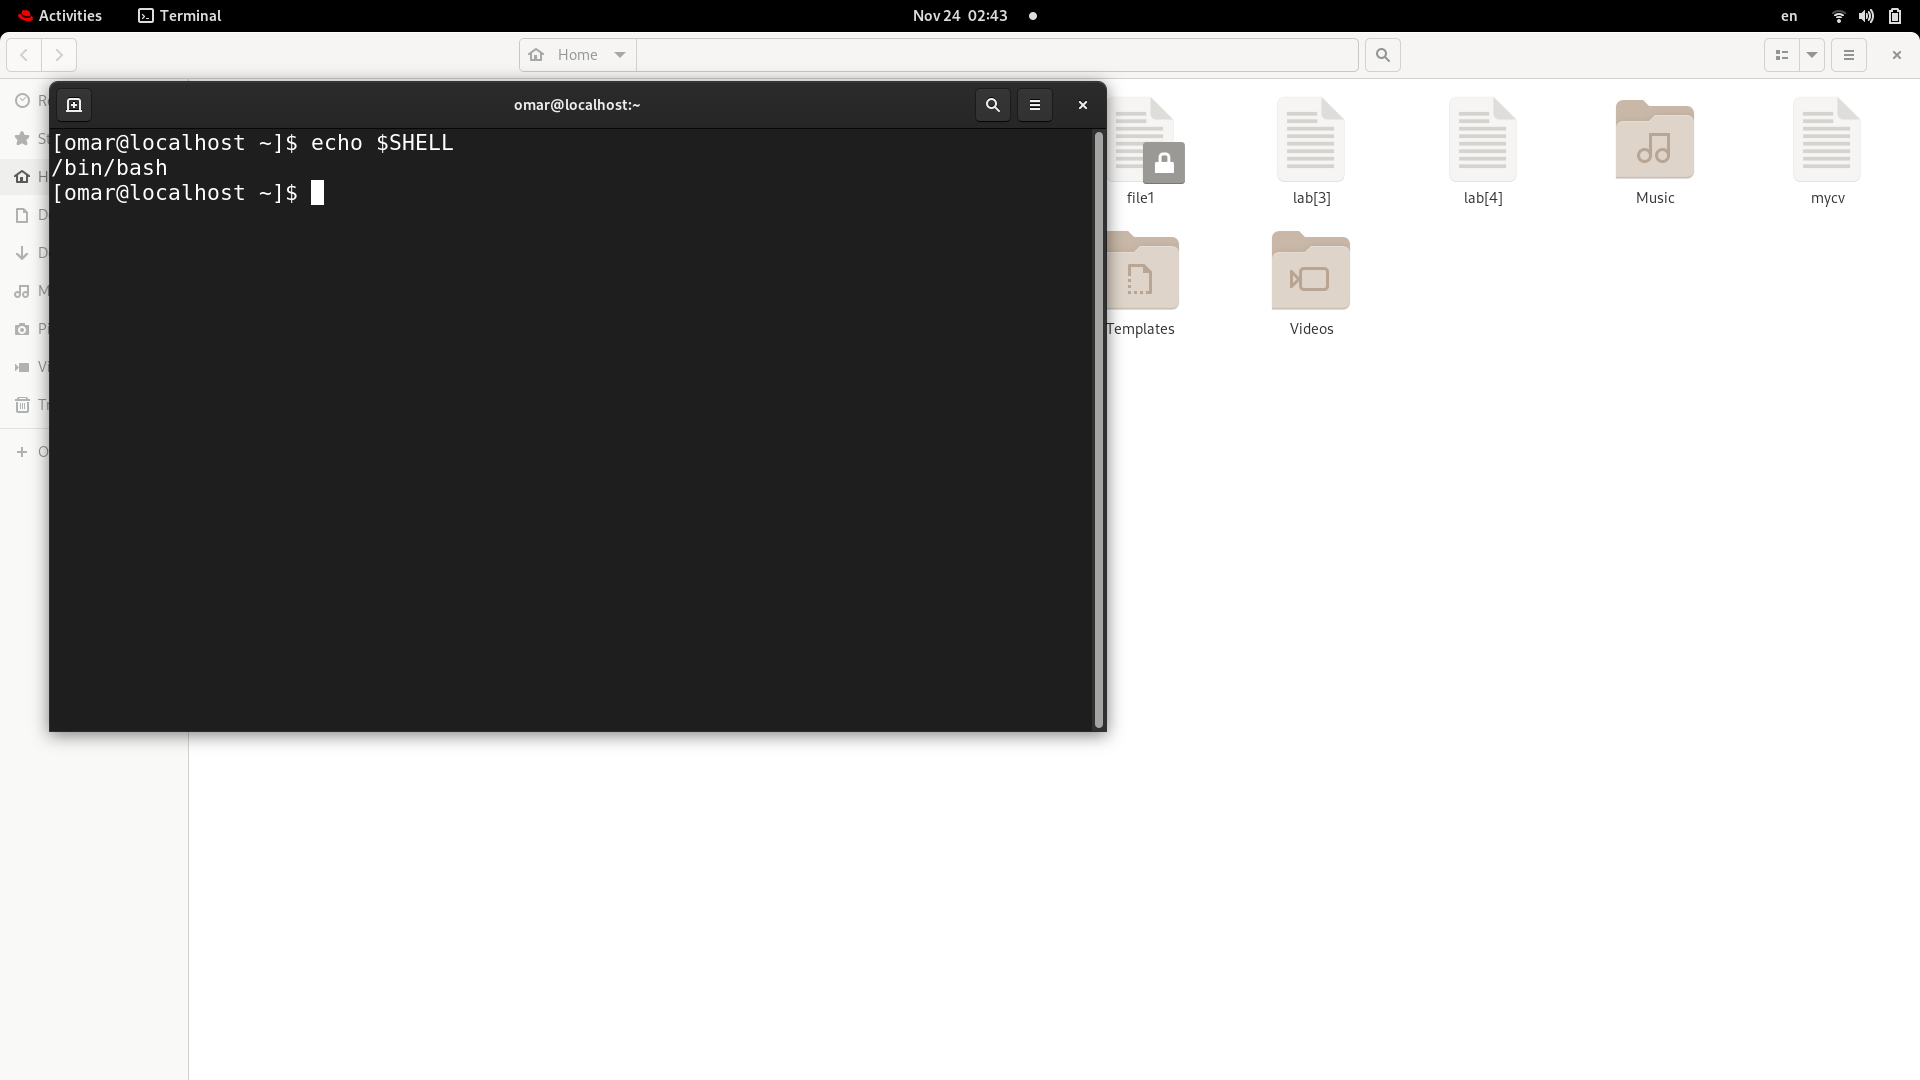 Activities Terminal Nov 24 02:43 en
Home
omar@localhost:~
[omar@localhost ~]$ echo $SHELL
/bin/bash
[omar@localhost ~]$
file1 lab[3] lab[4] Music mycv
Templates Videos